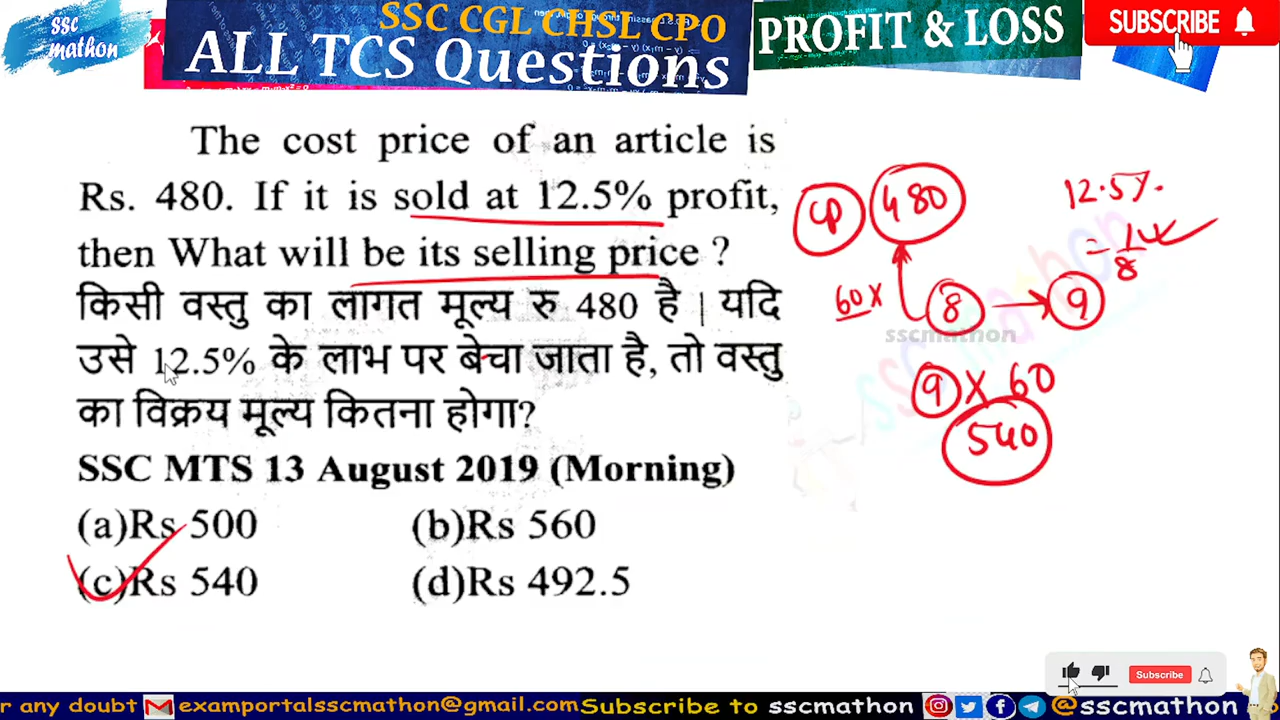 SSC mathon
SSC CGL CHSL CPO
ALL TCS Questions
PROFIT & LOSS
SUBSCRIBE
The cost price of an article is
Rs. 480. If it is sold at 12.5% profit,
then What will be its selling price ?
किसी वस्तु का लागत मूल्य रु 480 है | यदि
उसे 12.5% के लाभ पर बेचा जाता है, तो वस्तु
का विक्रय मूल्य कितना होगा?
SSC MTS 13 August 2019 (Morning)
(a)Rs 500 (b)Rs 560
(c)Rs 540 (d)Rs 492.5
CP 480
12.5%
= 1/8
60 x 8 → 9
sscmathon
9 x 60
540
Subscribe
r any doubt examportalsscmathon@gmail.com Subscribe to sscmathon @sscmathon